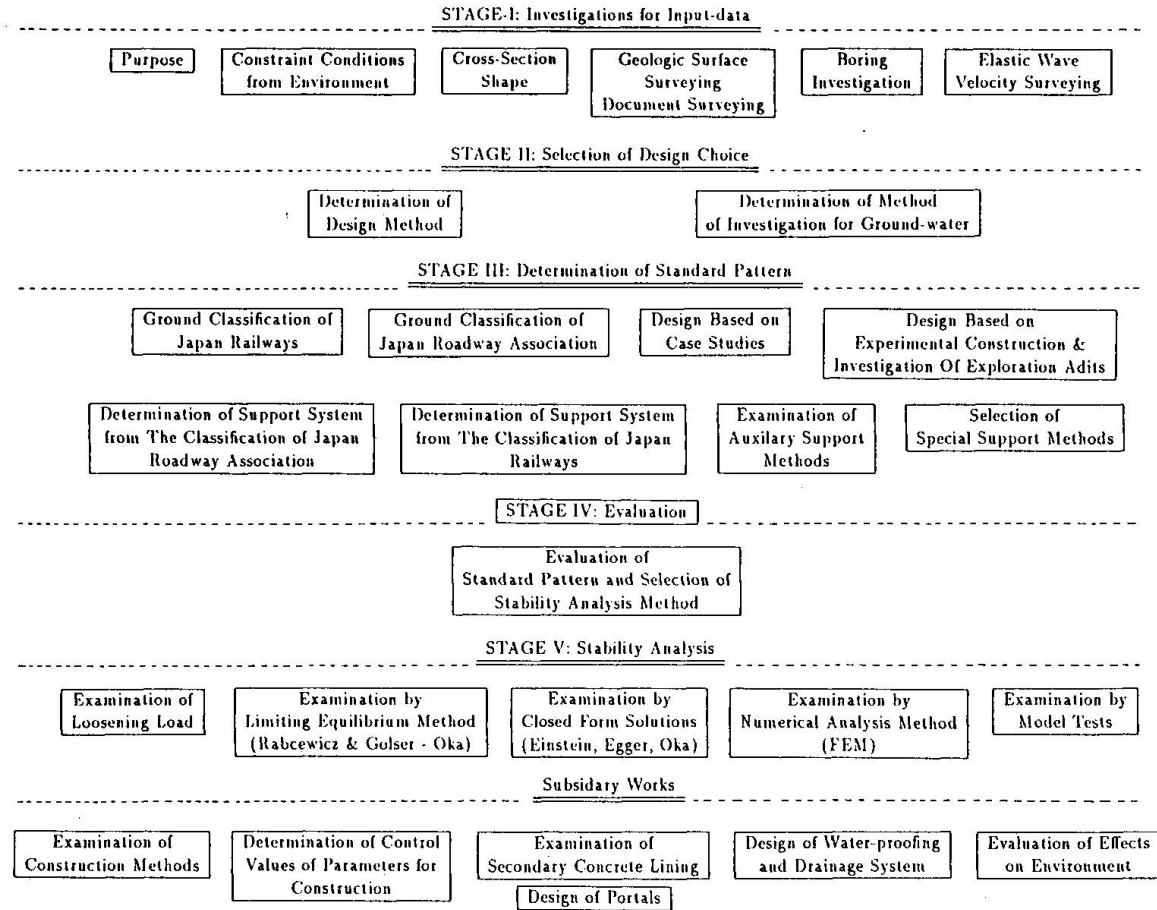 STAGE-I: Investigations for Input-data
Purpose
Constraint Conditions
from Environment
Cross-Section
Shape
Geologic Surface
Surveying
Document Surveying
Boring
Investigation
Elastic Wave
Velocity Surveying
STAGE II: Selection of Design Choice
Determination of
Design Method
Determination of Method
of Investigation for Ground-water
STAGE III: Determination of Standard Pattern
Ground Classification of
Japan Railways
Ground Classification of
Japan Roadway Association
Design Based on
Case Studies
Design Based on
Experimental Construction &
Investigation Of Exploration Adits
Determination of Support System
from The Classification of Japan
Roadway Association
Determination of Support System
from The Classification of Japan
Railways
Examination of
Auxilary Support
Methods
Selection of
Special Support Methods
STAGE IV: Evaluation
Evaluation of
Standard Pattern and Selection of
Stability Analysis Method
STAGE V: Stability Analysis
Examination of
Loosening Load
Examination by
Limiting Equilibrium Method
(Rabcewicz & Golser - Oka)
Examination by
Closed Form Solutions
(Einstein, Egger, Oka)
Examination by
Numerical Analysis Method
(FEM)
Examination by
Model Tests
Subsidary Works
Examination of
Construction Methods
Determination of Control
Values of Parameters for
Construction
Examination of
Secondary Concrete Lining
Design of Portals
Design of Water-proofing
and Drainage System
Evaluation of Effects
on Environment